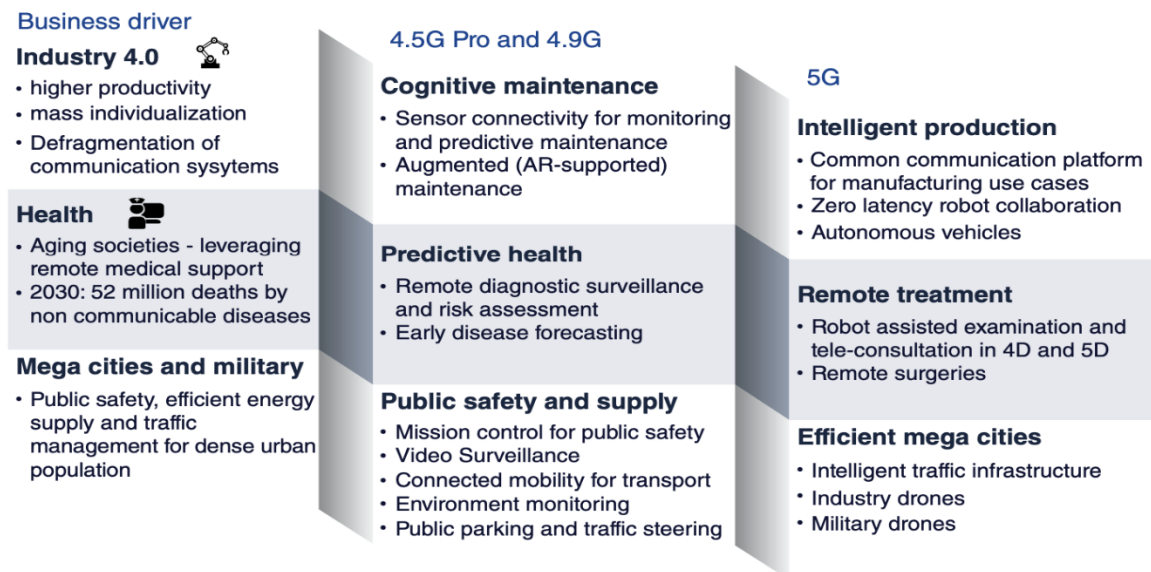 Business driver
Industry 4.0
• higher productivity
• mass individualization
• Defragmentation of
communication sysytems
Health
• Aging societies - leveraging
remote medical support
• 2030: 52 million deaths by
non communicable diseases
Mega cities and military
• Public safety, efficient energy
supply and traffic
management for dense urban
population
4.5G Pro and 4.9G
Cognitive maintenance
• Sensor connectivity for monitoring
and predictive maintenance
• Augmented (AR-supported)
maintenance
Predictive health
• Remote diagnostic surveillance
and risk assessment
• Early disease forecasting
Public safety and supply
• Mission control for public safety
• Video Surveillance
• Connected mobility for transport
• Environment monitoring
• Public parking and traffic steering
5G
Intelligent production
• Common communication platform
for manufacturing use cases
• Zero latency robot collaboration
• Autonomous vehicles
Remote treatment
• Robot assisted examination and
tele-consultation in 4D and 5D
• Remote surgeries
Efficient mega cities
• Intelligent traffic infrastructure
• Industry drones
• Military drones